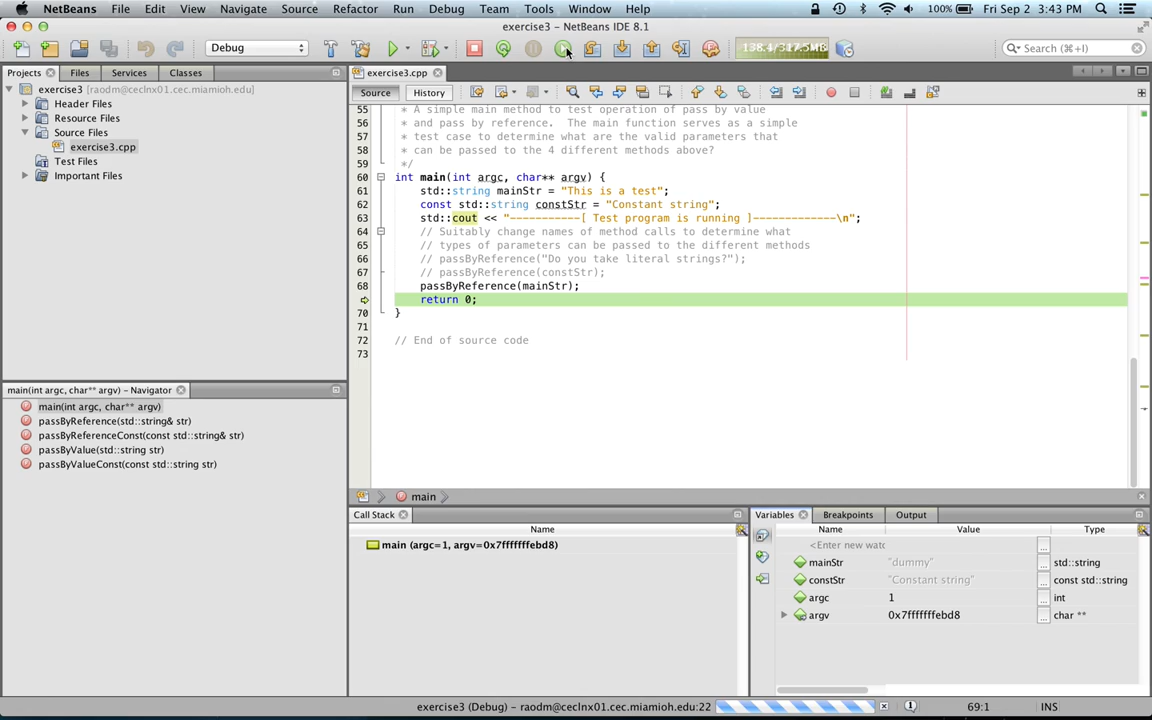 NetBeans File Edit View Navigate Source Refactor Run Debug Team Tools Window Help 100% Fri Sep 2 3:43 PM
exercise3 - NetBeans IDE 8.1
Debug 138.4/317.5MB Search (⌘+I)
Projects Files Services Classes
exercise3 [raodm@ceclnx01.cec.miamioh.edu]
Header Files
Resource Files
Source Files
exercise3.cpp
Test Files
Important Files
main(int argc, char** argv) - Navigator
main(int argc, char** argv)
passByReference(std::string& str)
passByReferenceConst(const std::string& str)
passByValue(std::string str)
passByValueConst(const std::string str)
exercise3.cpp
Source History
55 * A simple main method to test operation of pass by value
56 * and pass by reference. The main function serves as a simple
57 * test case to determine what are the valid parameters that
58 * can be passed to the 4 different methods above?
59 */
60 int main(int argc, char** argv) {
61 std::string mainStr = "This is a test";
62 const std::string constStr = "Constant string";
63 std::cout << "-----------[ Test program is running ]-------------\n";
64 // Suitably change names of method calls to determine what
65 // types of parameters can be passed to the different methods
66 // passByReference("Do you take literal strings?");
67 // passByReference(constStr);
68 passByReference(mainStr);
return 0;
70 }
71
72 // End of source code
73
main
Call Stack
Name
main (argc=1, argv=0x7fffffffebd8)
Variables Breakpoints Output
Name Value Type
<Enter new watc ...
mainStr "dummy" ... std::string
constStr "Constant string" ... const std::string
argc 1 ... int
argv 0x7fffffffebd8 ... char **
exercise3 (Debug) - raodm@ceclnx01.cec.miamioh.edu:22 69:1 INS